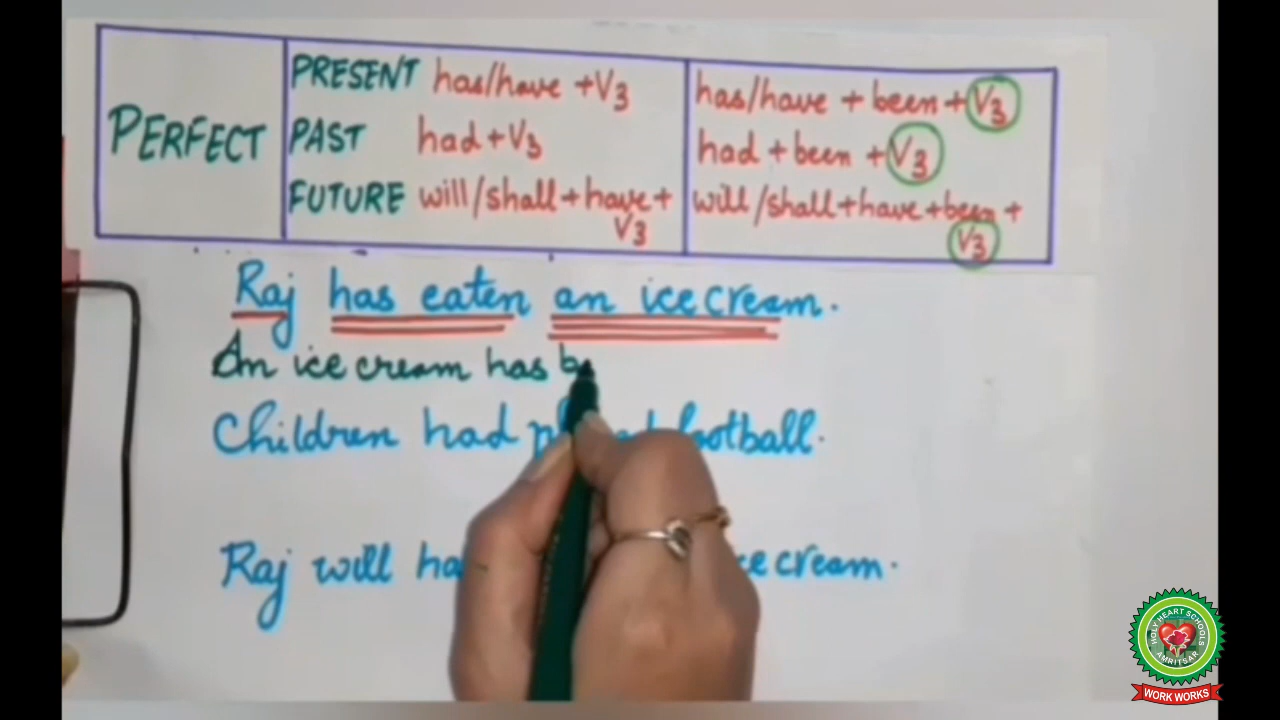 PERFECT
PRESENT has/have + V3
PAST had + V3
FUTURE will/shall + have + V3
has/have + been + V3
had + been + V3
will/shall + have + been + V3
Raj has eaten an ice cream.
An ice cream has be
Children had football.
Raj will cream.
HOLY HEART SCHOOLS
AMRITSAR
WORK WORKS